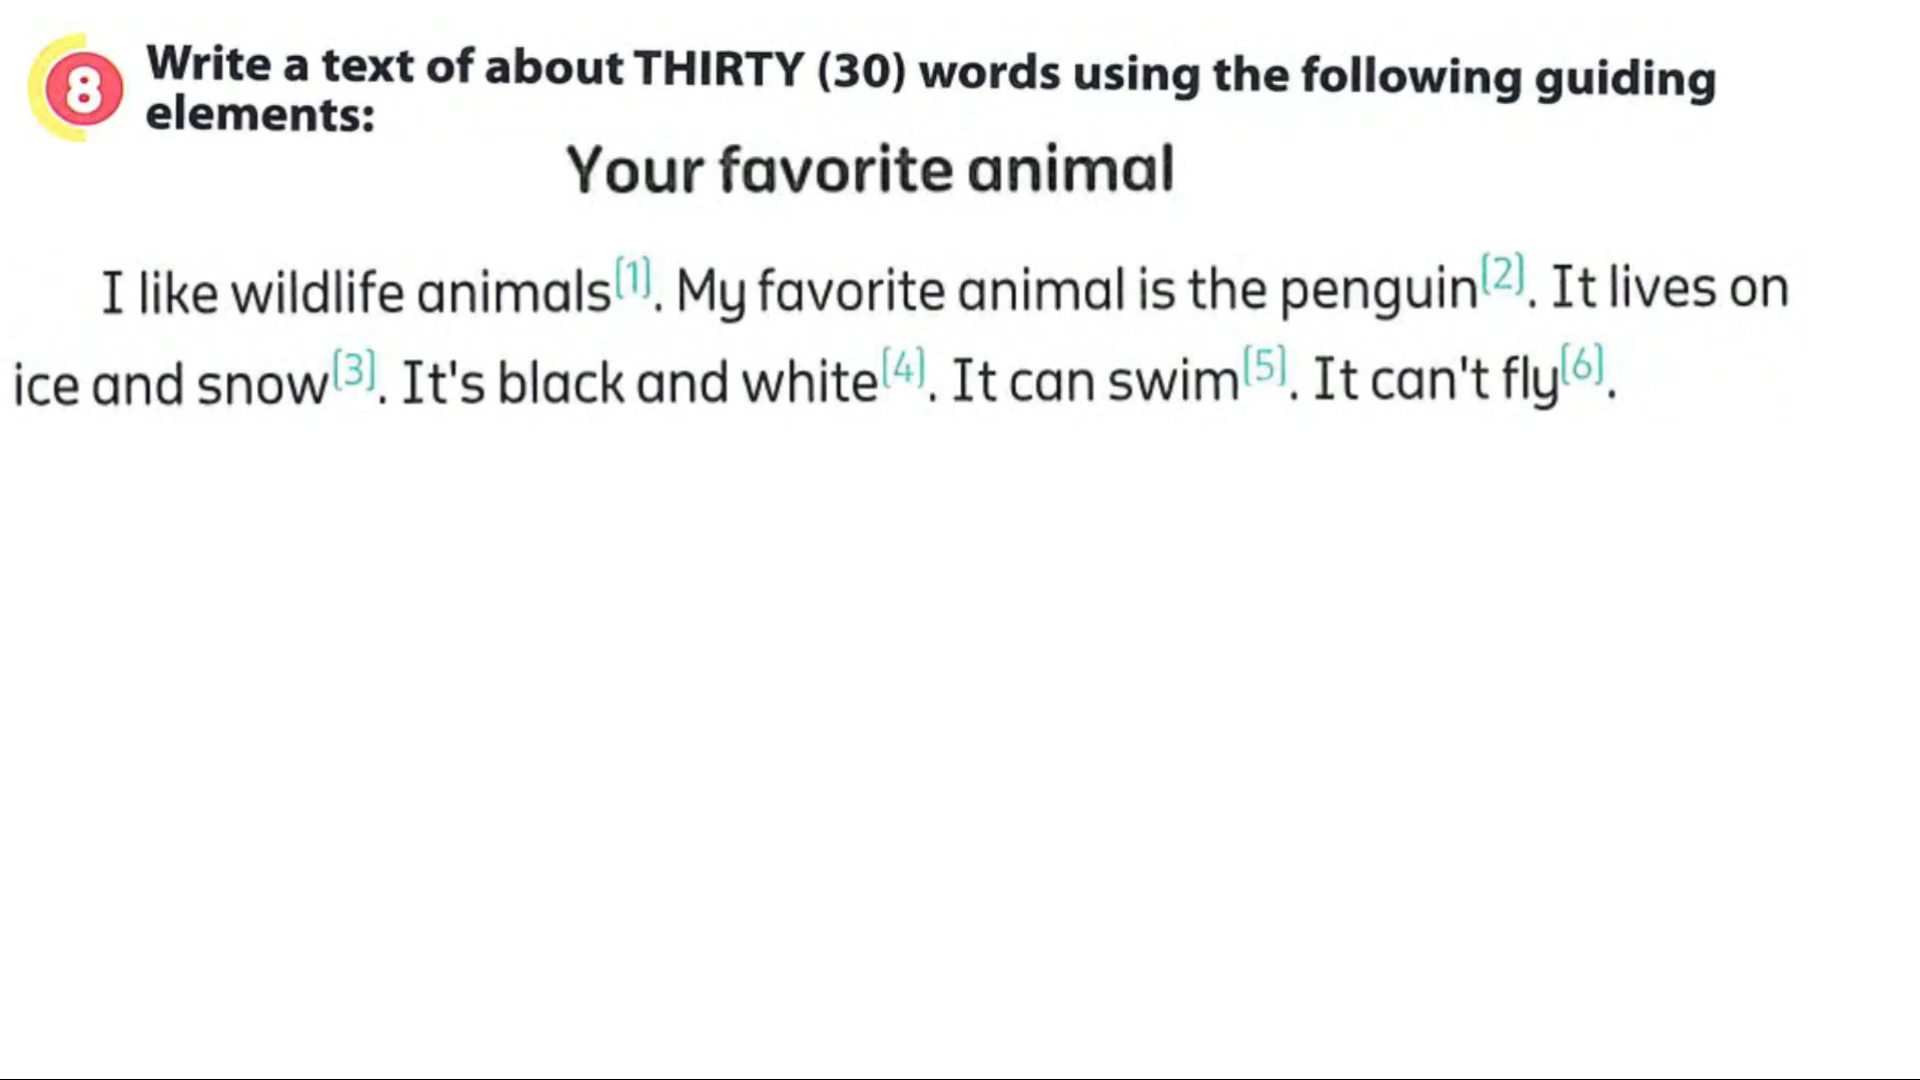 8 Write a text of about THIRTY (30) words using the following guiding
elements:
Your favorite animal
I like wildlife animals(1). My favorite animal is the penguin(2). It lives on
ice and snow(3). It's black and white(4). It can swim(5). It can't fly(6).